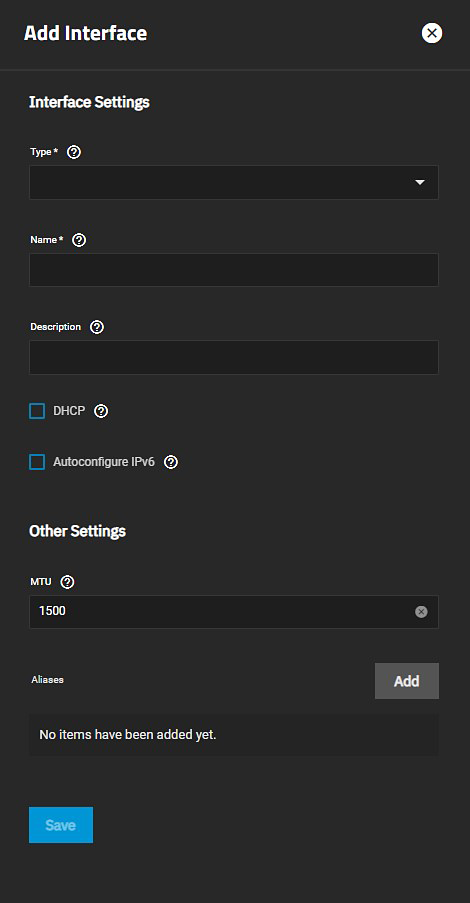 Add Interface
Interface Settings
Type *
Name *
Description
DHCP
Autoconfigure IPv6
Other Settings
MTU
1500
Aliases
Add
No items have been added yet.
Save